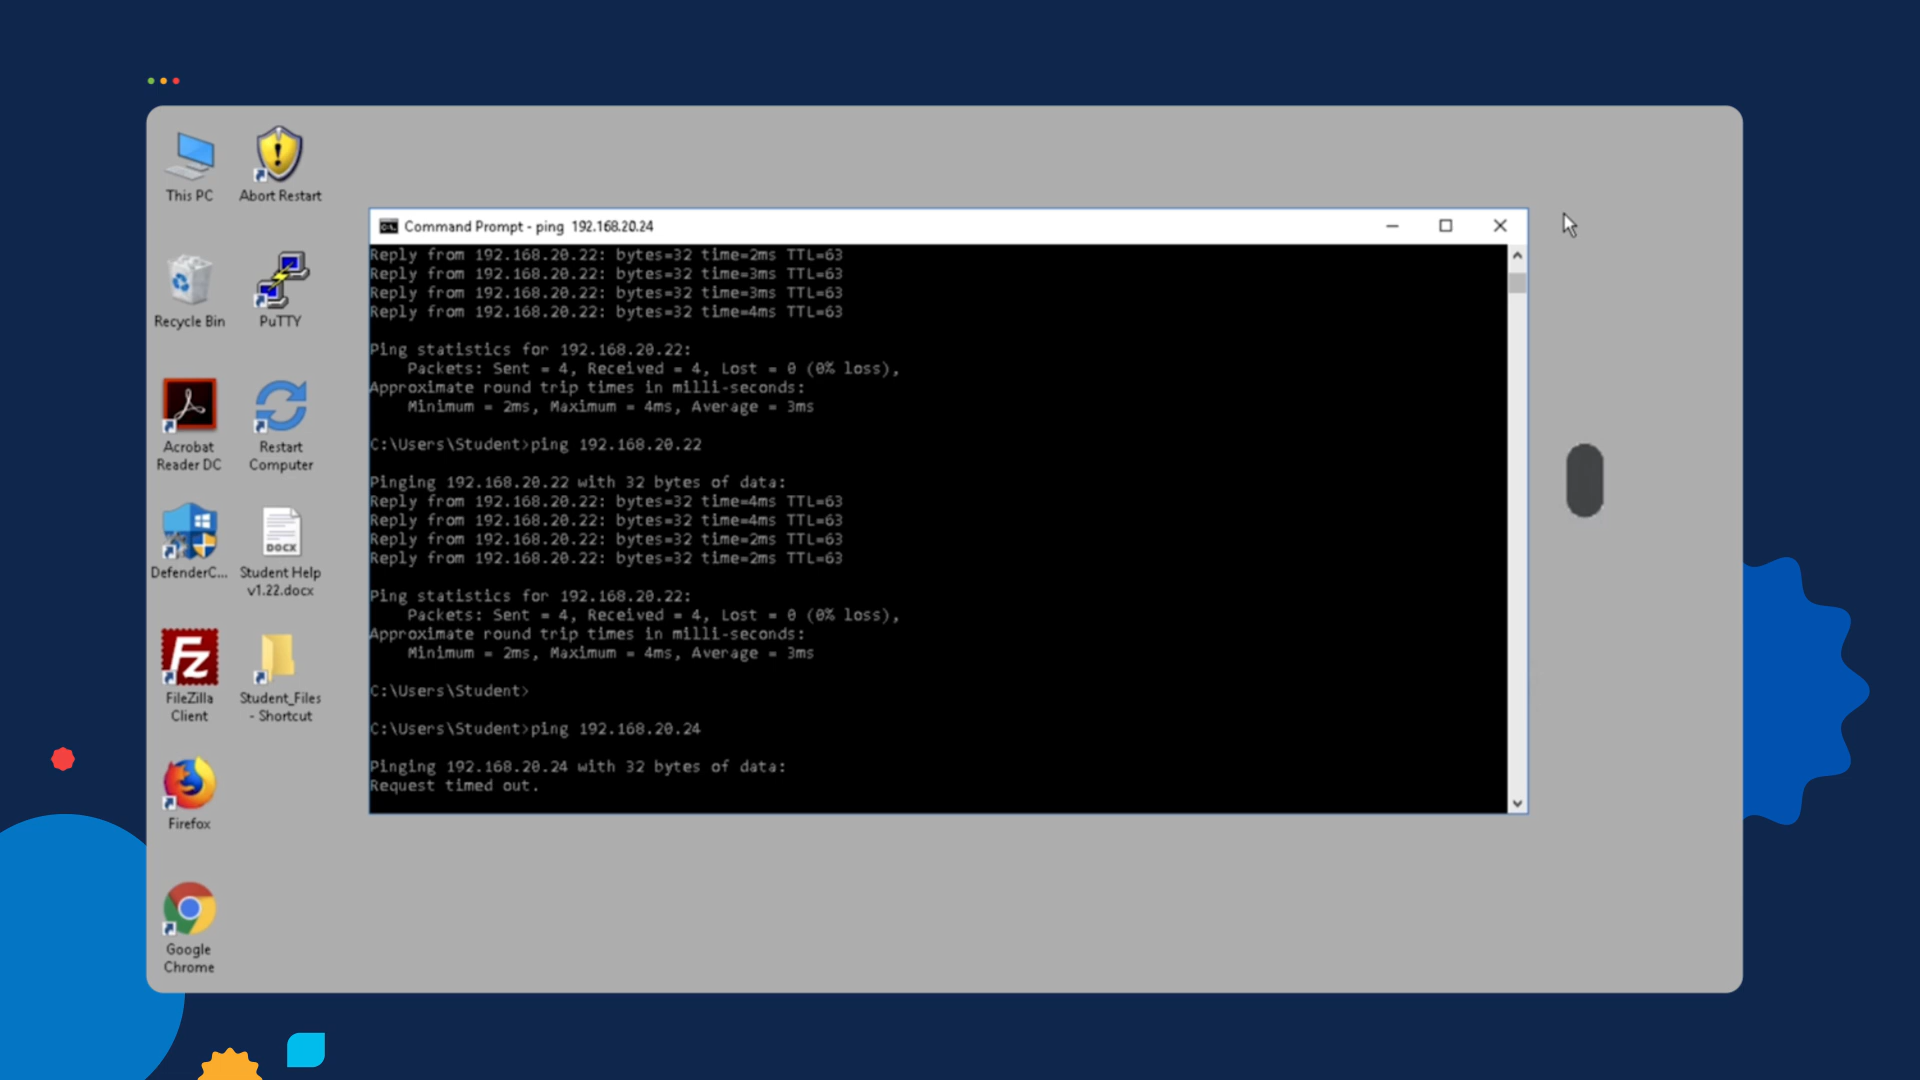 This PC
Abort Restart
Recycle Bin
PuTTY
Acrobat
Reader DC
Restart
Computer
DefenderC...
DOCX
Student Help
v1.22.docx
Fz
FileZilla
Client
Student_Files
- Shortcut
Firefox
Google
Chrome
C:\.
Command Prompt - ping  192.168.20.24
Reply from 192.168.20.22: bytes=32 time=2ms TTL=63
Reply from 192.168.20.22: bytes=32 time=3ms TTL=63
Reply from 192.168.20.22: bytes=32 time=3ms TTL=63
Reply from 192.168.20.22: bytes=32 time=4ms TTL=63
Ping statistics for 192.168.20.22:
    Packets: Sent = 4, Received = 4, Lost = 0 (0% loss),
Approximate round trip times in milli-seconds:
    Minimum = 2ms, Maximum = 4ms, Average = 3ms
C:\Users\Student>ping 192.168.20.22
Pinging 192.168.20.22 with 32 bytes of data:
Reply from 192.168.20.22: bytes=32 time=4ms TTL=63
Reply from 192.168.20.22: bytes=32 time=4ms TTL=63
Reply from 192.168.20.22: bytes=32 time=2ms TTL=63
Reply from 192.168.20.22: bytes=32 time=2ms TTL=63
Ping statistics for 192.168.20.22:
    Packets: Sent = 4, Received = 4, Lost = 0 (0% loss),
Approximate round trip times in milli-seconds:
    Minimum = 2ms, Maximum = 4ms, Average = 3ms
C:\Users\Student>
C:\Users\Student>ping 192.168.20.24
Pinging 192.168.20.24 with 32 bytes of data:
Request timed out.